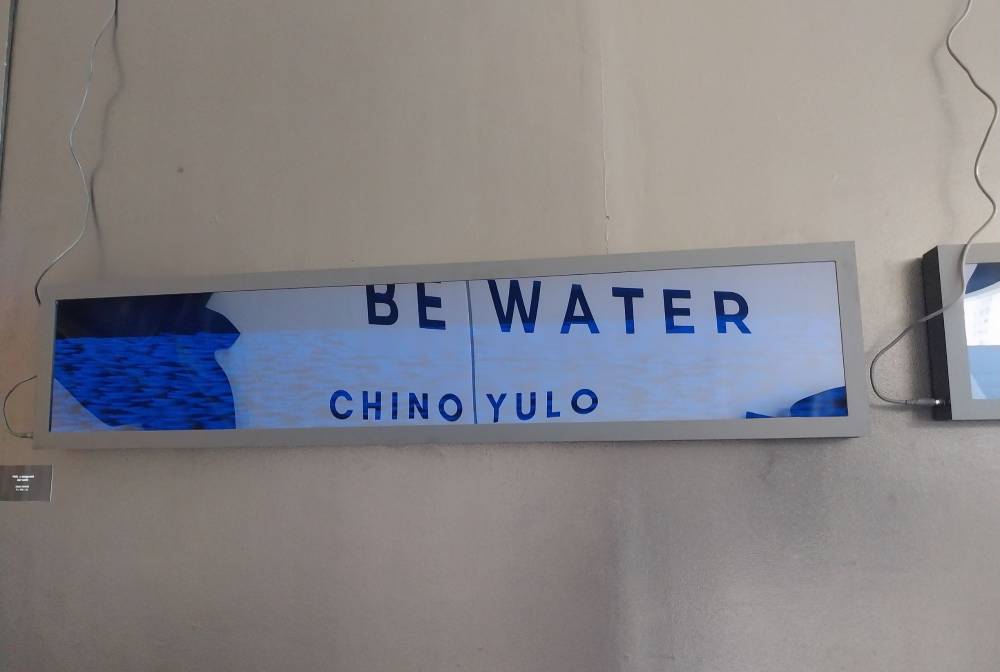 BE WATER
CHINO YULO